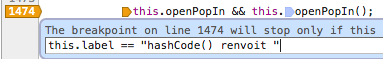 1474 this.openPopIn && this.openPopIn();
The breakpoint on line 1474 will stop only if this
this.label == "hashCode() renvoit "